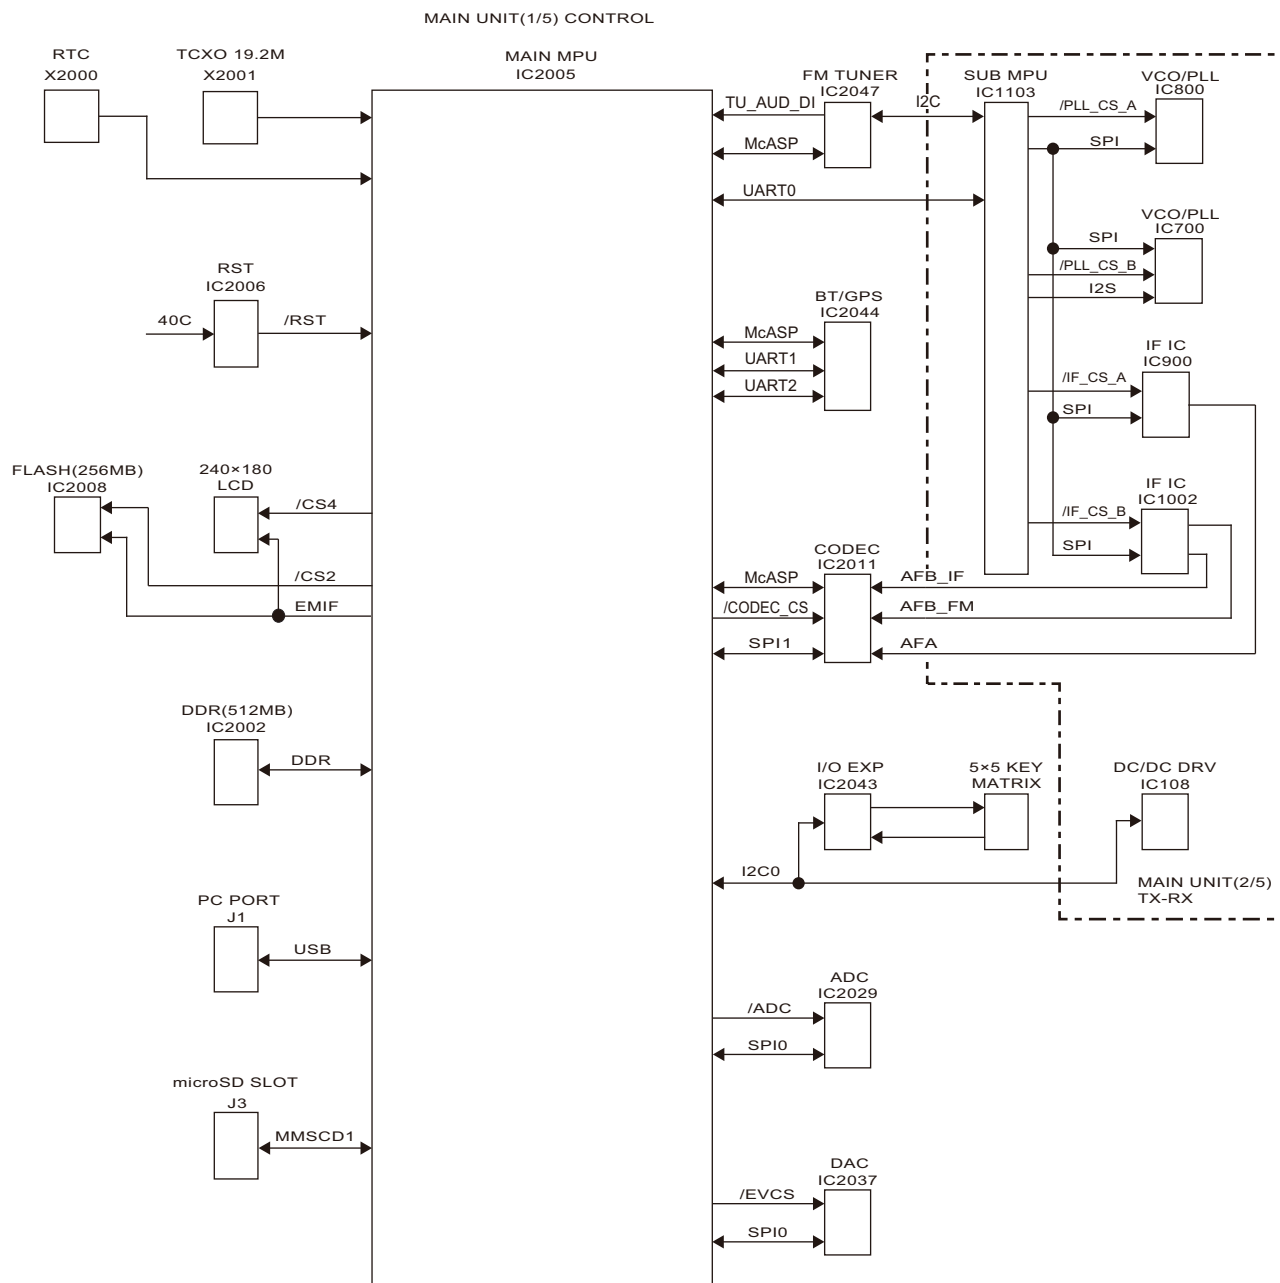 MAIN UNIT(1/5) CONTROL
RTC
X2000
TCXO 19.2M
X2001
MAIN MPU
IC2005
FM TUNER
IC2047
SUB MPU
IC1103
VCO/PLL
IC800
TU_AUD_DI
I2C
/PLL_CS_A
McASP
SPI
UART0
VCO/PLL
IC700
SPI
/PLL_CS_B
I2S
RST
IC2006
40C
/RST
BT/GPS
IC2044
McASP
UART1
UART2
IF IC
IC900
/IF_CS_A
SPI
FLASH(256MB)
IC2008
240×180
LCD
/CS4
/CS2
EMIF
IF IC
IC1002
/IF_CS_B
SPI
CODEC
IC2011
McASP
AFB_IF
/CODEC_CS
AFB_FM
SPI1
AFA
DDR(512MB)
IC2002
DDR
I/O EXP
IC2043
5×5 KEY
MATRIX
DC/DC DRV
IC108
I2C0
MAIN UNIT(2/5)
TX-RX
PC PORT
J1
USB
ADC
IC2029
/ADC
SPI0
microSD SLOT
J3
MMSCD1
DAC
IC2037
/EVCS
SPI0